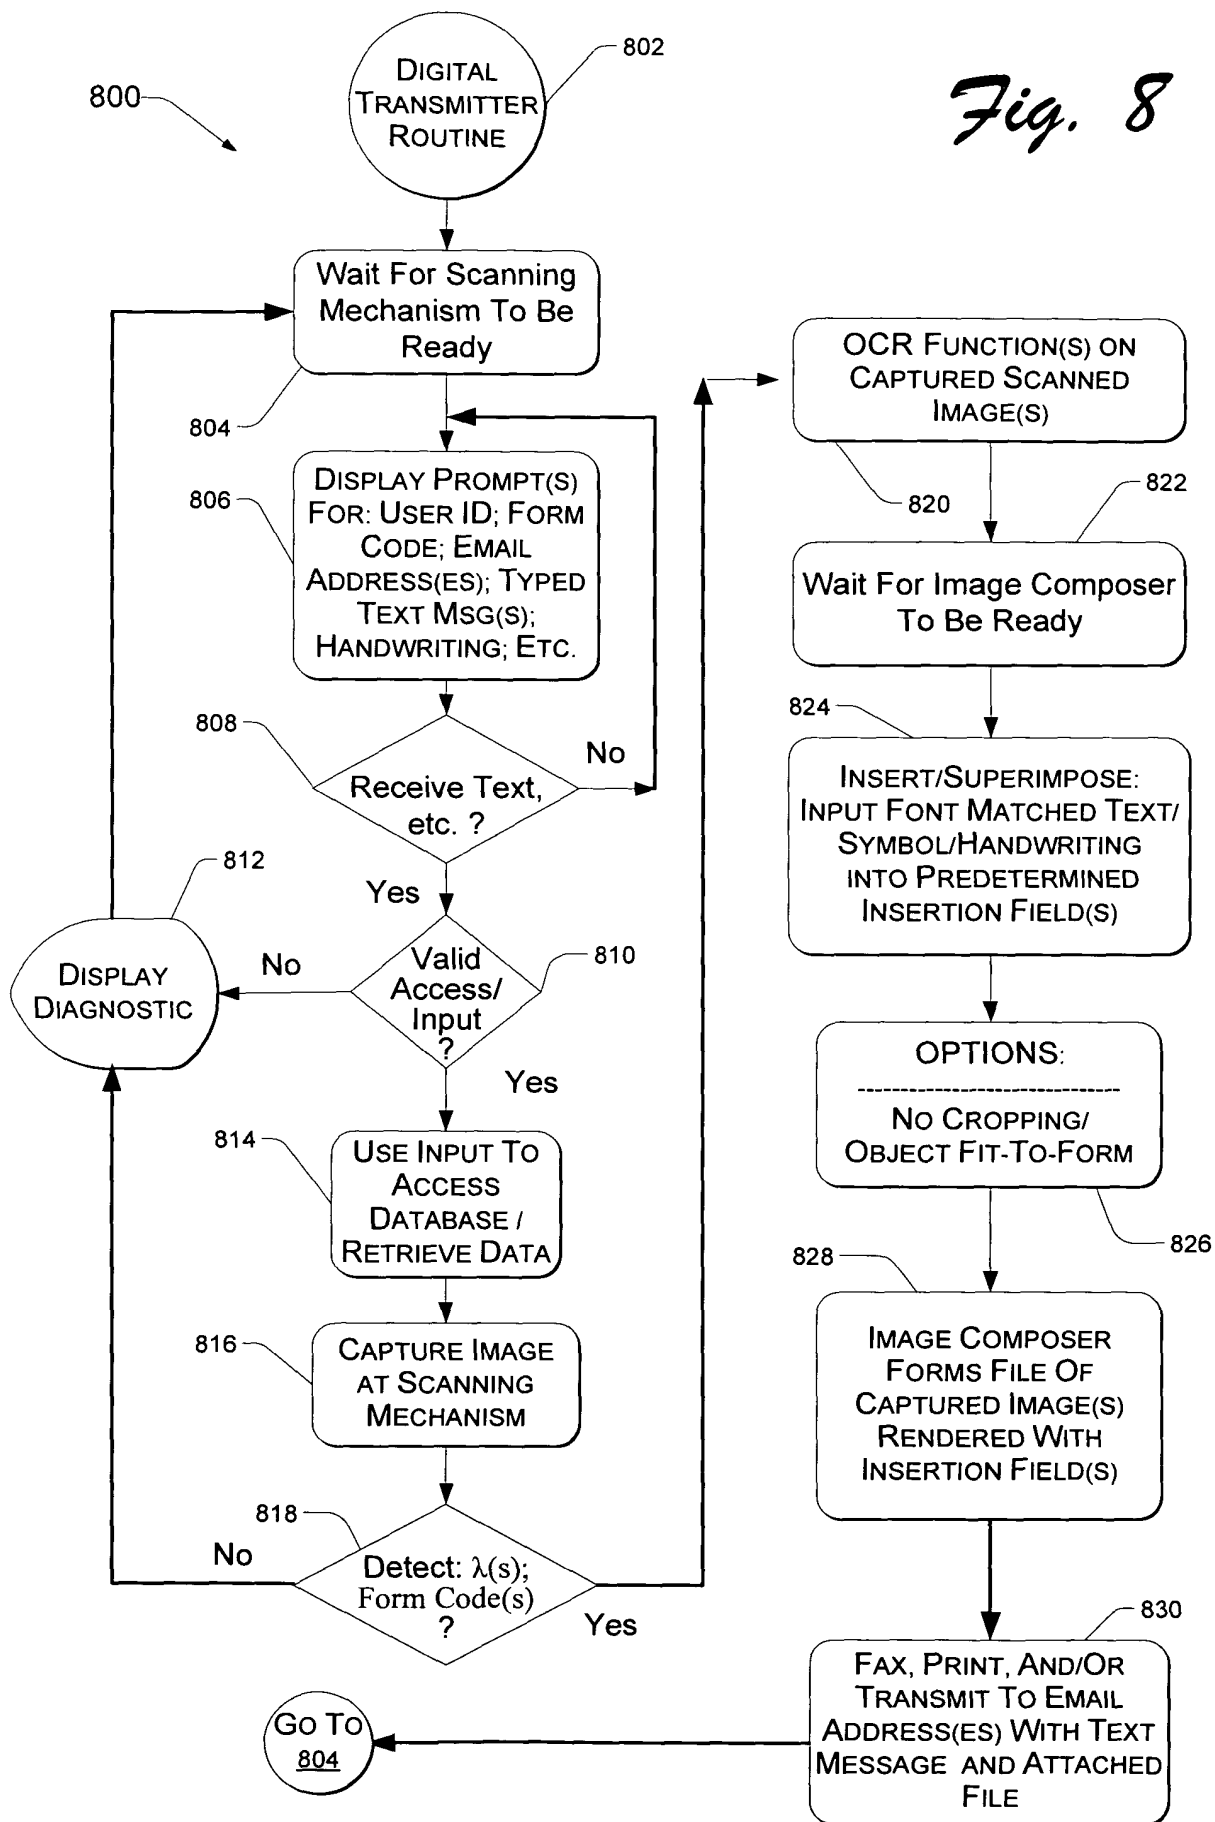 Fig. 8
800
802
DIGITAL
TRANSMITTER
ROUTINE
Wait For Scanning
Mechanism To Be
Ready
804
806
DISPLAY PROMPT(S)
FOR: USER ID; FORM
CODE; EMAIL
ADDRESS(ES); TYPED
TEXT MSG(S);
HANDWRITING; ETC.
808
Receive Text,
etc. ?
No
Yes
810
Valid
Access/
Input
?
No
Yes
812
DISPLAY
DIAGNOSTIC
814
USE INPUT TO
ACCESS
DATABASE /
RETRIEVE DATA
816
CAPTURE IMAGE
AT SCANNING
MECHANISM
818
Detect: λ(s);
Form Code(s)
?
No
Yes
OCR FUNCTION(S) ON
CAPTURED SCANNED
IMAGE(S)
820
822
Wait For Image Composer
To Be Ready
824
INSERT/SUPERIMPOSE:
INPUT FONT MATCHED TEXT/
SYMBOL/HANDWRITING
INTO PREDETERMINED
INSERTION FIELD(S)
OPTIONS:
NO CROPPING/
OBJECT FIT-TO-FORM
826
828
IMAGE COMPOSER
FORMS FILE OF
CAPTURED IMAGE(S)
RENDERED WITH
INSERTION FIELD(S)
830
FAX, PRINT, AND/OR
TRANSMIT TO EMAIL
ADDRESS(ES) WITH TEXT
MESSAGE AND ATTACHED
FILE
GO TO
804